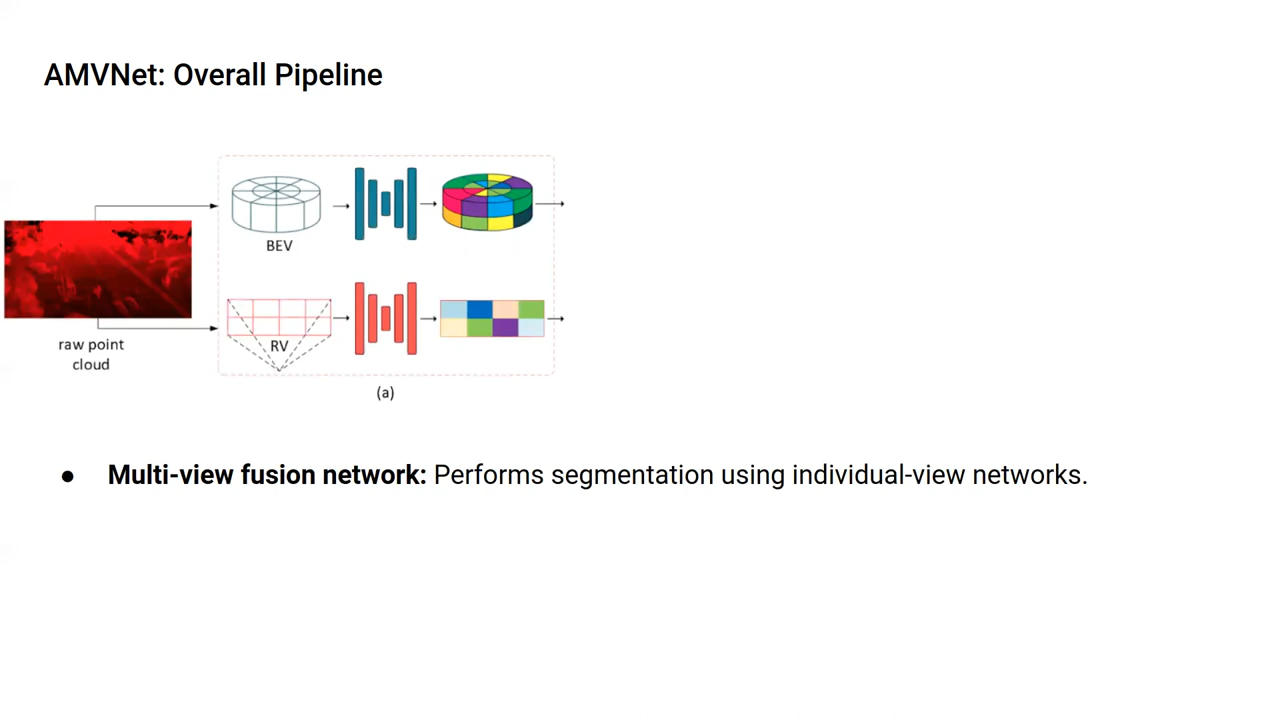 AMVNet: Overall Pipeline
BEV
RV
raw point
cloud
(a)
● Multi-view fusion network: Performs segmentation using individual-view networks.